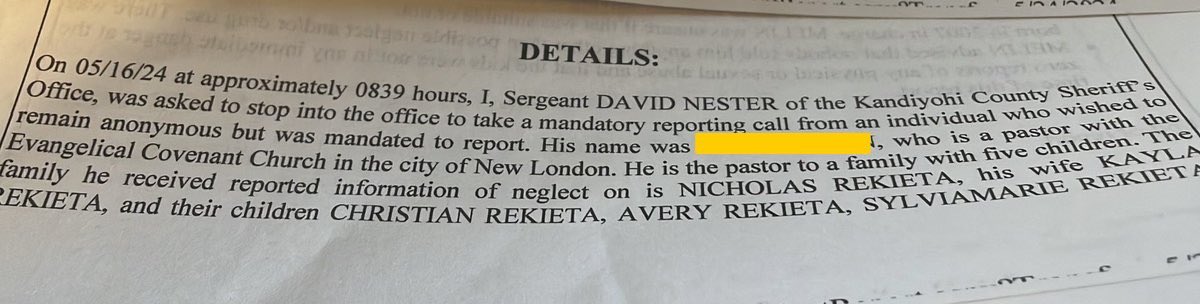 DETAILS:
On 05/16/24 at approximately 0839 hours, I, Sergeant DAVID NESTER of the Kandiyohi County Sheriff's
Office, was asked to stop into the office to take a mandatory reporting call from an individual who wished to
remain anonymous but was mandated to report. His name was , who is a pastor with the
Evangelical Covenant Church in the city of New London. He is the pastor to a family with five children. The
family he received reported information of neglect on is NICHOLAS REKIETA, his wife KAYLA
REKIETA, and their children CHRISTIAN REKIETA, AVERY REKIETA, SYLVIAMARIE REKIETA